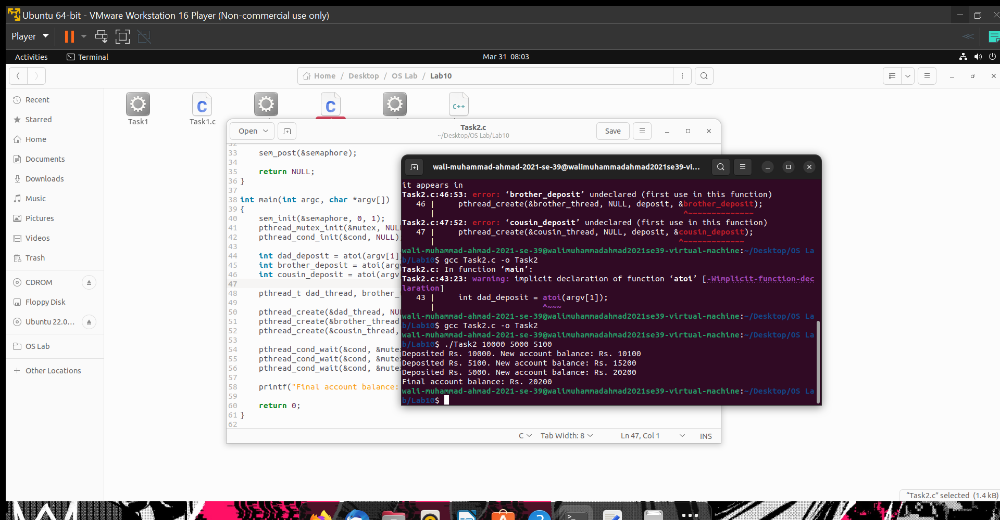 Ubuntu 64-bit - VMware Workstation 16 Player (Non-commercial use only)
Player
Activities
Terminal
Mar 31 08:03
Home / Desktop / OS Lab / Lab10
Recent
Starred
Home
Documents
Downloads
Music
Pictures
Videos
Trash
CDROM
Floppy Disk
Ubuntu 22.0…
OS Lab
Other Locations
Task1
Task1.c
Open
Task2.c
~/Desktop/OS Lab/Lab10
Save
32
33 sem_post(&semaphore);
34
35 return NULL;
36 }
37
38 int main(int argc, char *argv[])
39 {
40 sem_init(&semaphore, 0, 1);
41 pthread_mutex_init(&mutex, NULL
42 pthread_cond_init(&cond, NULL)
43
44 int dad_deposit = atoi(argv[1]
45 int brother_deposit = atoi(arg
46 int cousin_deposit = atoi(argv
47
48 pthread_t dad_thread, brother_
49
50 pthread_create(&dad_thread, NU
51 pthread_create(&brother_thread
52 pthread_create(&cousin_thread,
53
54 pthread_cond_wait(&cond, &mutex
55 pthread_cond_wait(&cond, &mutex
56 pthread_cond_wait(&cond, &mutex
57
58 printf("Final account balance:
59
60 return 0;
61 }
62
C
Tab Width: 8
Ln 47, Col 1
INS
wali-muhammad-ahmad-2021-se-39@walimuhammadahmad2021se39-vi…
it appears in
Task2.c:46:53: error: ‘brother_deposit’ undeclared (first use in this function)
46 | pthread_create(&brother_thread, NULL, deposit, &brother_deposit);
| ^~~~~~~~~~~~~~~
Task2.c:47:52: error: ‘cousin_deposit’ undeclared (first use in this function)
47 | pthread_create(&cousin_thread, NULL, deposit, &cousin_deposit);
| ^~~~~~~~~~~~~~
wali-muhammad-ahmad-2021-se-39@walimuhammadahmad2021se39-virtual-machine:~/Desktop/OS La
b/Lab10$ gcc Task2.c -o Task2
Task2.c: In function ‘main’:
Task2.c:43:23: warning: implicit declaration of function ‘atoi’ [-Wimplicit-function-dec
laration]
43 | int dad_deposit = atoi(argv[1]);
| ^~~~
wali-muhammad-ahmad-2021-se-39@walimuhammadahmad2021se39-virtual-machine:~/Desktop/OS La
b/Lab10$ gcc Task2.c -o Task2
wali-muhammad-ahmad-2021-se-39@walimuhammadahmad2021se39-virtual-machine:~/Desktop/OS La
b/Lab10$ ./Task2 10000 5000 5100
Deposited Rs. 10000. New account balance: Rs. 10100
Deposited Rs. 5100. New account balance: Rs. 15200
Deposited Rs. 5000. New account balance: Rs. 20200
Final account balance: Rs. 20200
wali-muhammad-ahmad-2021-se-39@walimuhammadahmad2021se39-virtual-machine:~/Desktop/OS La
b/Lab10$
“Task2.c” selected (1.4 kB)